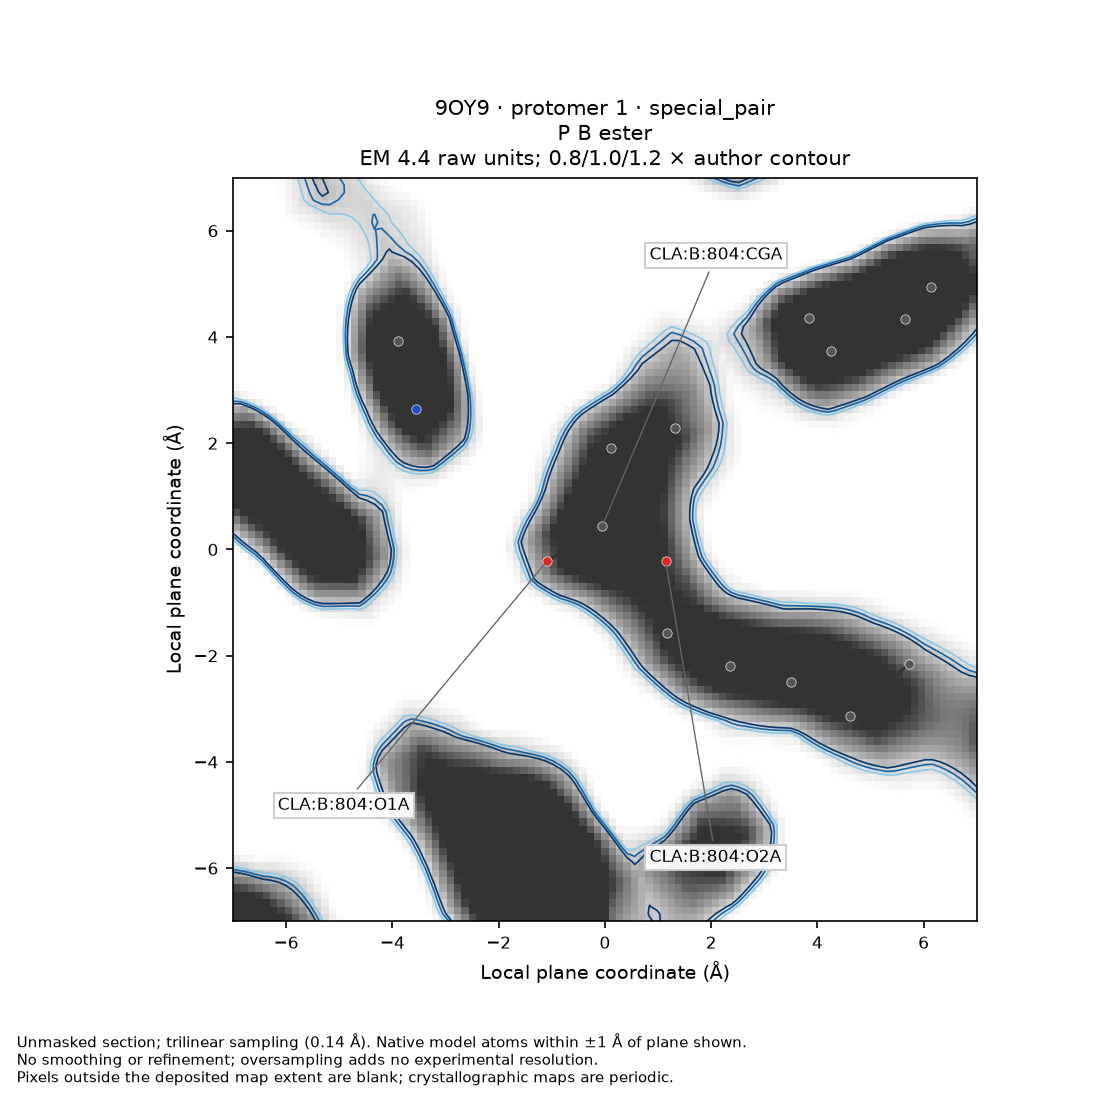 9OY9 · protomer 1 · special_pair
P B ester
EM 4.4 raw units; 0.8/1.0/1.2 × author contour
CLA:B:804:CGA
CLA:B:804:O1A
CLA:B:804:O2A
6
4
2
0
−2
−4
−6
Local plane coordinate (Å)
−6 −4 −2 0 2 4 6
Local plane coordinate (Å)
Unmasked section; trilinear sampling (0.14 Å). Native model atoms within ±1 Å of plane shown.
No smoothing or refinement; oversampling adds no experimental resolution.
Pixels outside the deposited map extent are blank; crystallographic maps are periodic.